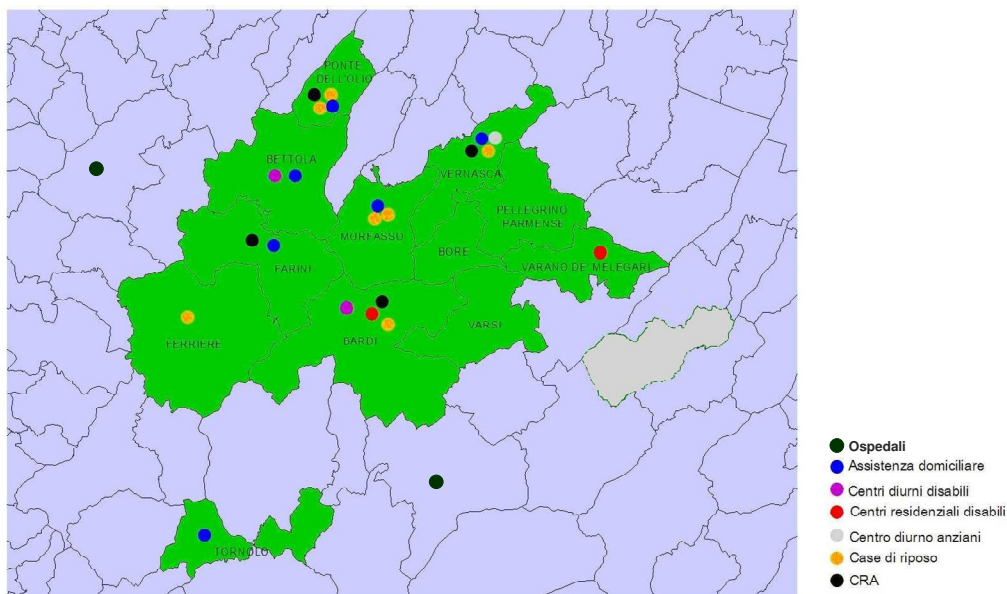 PONTE
DELL'OLIO
BETTOLA
VERNASCA
PELLEGRINO
PARMENSE
MORFASSO
BORE
VARANO DE' MELEGARI
FARINI
VARSI
FERRIERE
BARDI
TORNOLO
Ospedali
Assistenza domiciliare
Centri diurni disabili
Centri residenziali disabili
Centro diurno anziani
Case di riposo
CRA